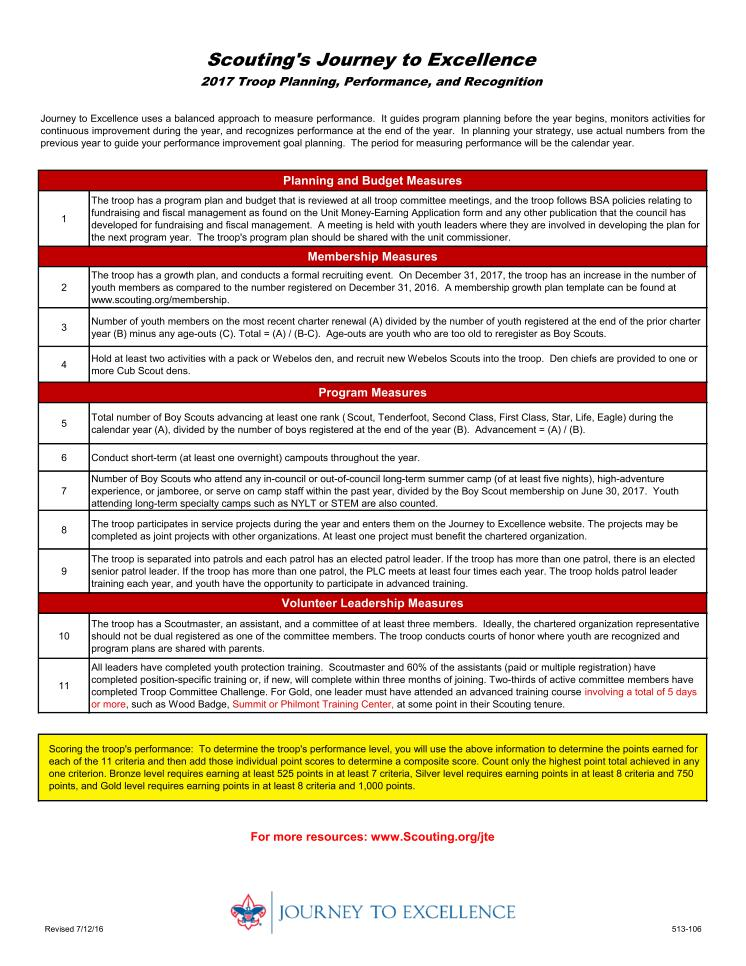 Scouting's Journey to Excellence
2017 Troop Planning, Performance, and Recognition
Journey to Excellence uses a balanced approach to measure performance.  It guides program planning before the year begins, monitors activities for
continuous improvement during the year, and recognizes performance at the end of the year.  In planning your strategy, use actual numbers from the
previous year to guide your performance improvement goal planning.  The period for measuring performance will be the calendar year.
Planning and Budget Measures
1
The troop has a program plan and budget that is reviewed at all troop committee meetings, and the troop follows BSA policies relating to
fundraising and fiscal management as found on the Unit Money-Earning Application form and any other publication that the council has
developed for fundraising and fiscal management.  A meeting is held with youth leaders where they are involved in developing the plan for
the next program year.  The troop's program plan should be shared with the unit commissioner.
Membership Measures
2
The troop has a growth plan, and conducts a formal recruiting event.  On December 31, 2017, the troop has an increase in the number of
youth members as compared to the number registered on December 31, 2016.  A membership growth plan template can be found at
www.scouting.org/membership.
3
Number of youth members on the most recent charter renewal (A) divided by the number of youth registered at the end of the prior charter
year (B) minus any age-outs (C). Total = (A) / (B-C).  Age-outs are youth who are too old to reregister as Boy Scouts.
4
Hold at least two activities with a pack or Webelos den, and recruit new Webelos Scouts into the troop.  Den chiefs are provided to one or
more Cub Scout dens.
Program Measures
5
Total number of Boy Scouts advancing at least one rank (Scout, Tenderfoot, Second Class, First Class, Star, Life, Eagle) during the
calendar year (A), divided by the number of boys registered at the end of the year (B).  Advancement = (A) / (B).
6
Conduct short-term (at least one overnight) campouts throughout the year.
7
Number of Boy Scouts who attend any in-council or out-of-council long-term summer camp (of at least five nights), high-adventure
experience, or jamboree, or serve on camp staff within the past year, divided by the Boy Scout membership on June 30, 2017.  Youth
attending long-term specialty camps such as NYLT or STEM are also counted.
8
The troop participates in service projects during the year and enters them on the Journey to Excellence website. The projects may be
completed as joint projects with other organizations. At least one project must benefit the chartered organization.
9
The troop is separated into patrols and each patrol has an elected patrol leader. If the troop has more than one patrol, there is an elected
senior patrol leader. If the troop has more than one patrol, the PLC meets at least four times each year. The troop holds patrol leader
training each year, and youth have the opportunity to participate in advanced training.
Volunteer Leadership Measures
10
The troop has a Scoutmaster, an assistant, and a committee of at least three members.  Ideally, the chartered organization representative
should not be dual registered as one of the committee members. The troop conducts courts of honor where youth are recognized and
program plans are shared with parents.
11
All leaders have completed youth protection training.  Scoutmaster and 60% of the assistants (paid or multiple registration) have
completed position-specific training or, if new, will complete within three months of joining. Two-thirds of active committee members have
completed Troop Committee Challenge. For Gold, one leader must have attended an advanced training course involving a total of 5 days
or more, such as Wood Badge, Summit or Philmont Training Center, at some point in their Scouting tenure.
Scoring the troop's performance:  To determine the troop's performance level, you will use the above information to determine the points earned for
each of the 11 criteria and then add those individual point scores to determine a composite score. Count only the highest point total achieved in any
one criterion. Bronze level requires earning at least 525 points in at least 7 criteria, Silver level requires earning points in at least 8 criteria and 750
points, and Gold level requires earning points in at least 8 criteria and 1,000 points.
For more resources: www.Scouting.org/jte
JOURNEY TO EXCELLENCE
Revised 7/12/16
513-106